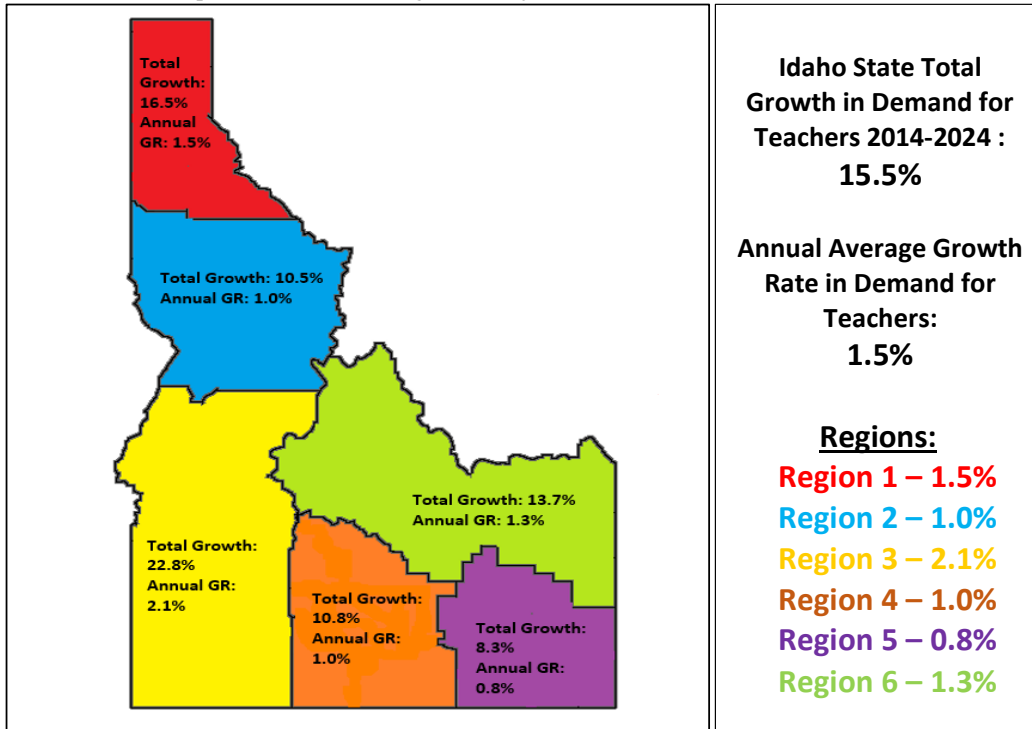 Total
Growth:
16.5%
Annual
GR: 1.5%
Total Growth: 10.5%
Annual GR: 1.0%
Total Growth: 13.7%
Annual GR: 1.3%
Total Growth:
22.8%
Annual GR:
2.1%
Total Growth:
10.8%
Annual GR:
1.0%
Total Growth:
8.3%
Annual GR:
0.8%
Idaho State Total
Growth in Demand for
Teachers 2014-2024 :
15.5%
Annual Average Growth
Rate in Demand for
Teachers:
1.5%
Regions:
Region 1 – 1.5%
Region 2 – 1.0%
Region 3 – 2.1%
Region 4 – 1.0%
Region 5 – 0.8%
Region 6 – 1.3%